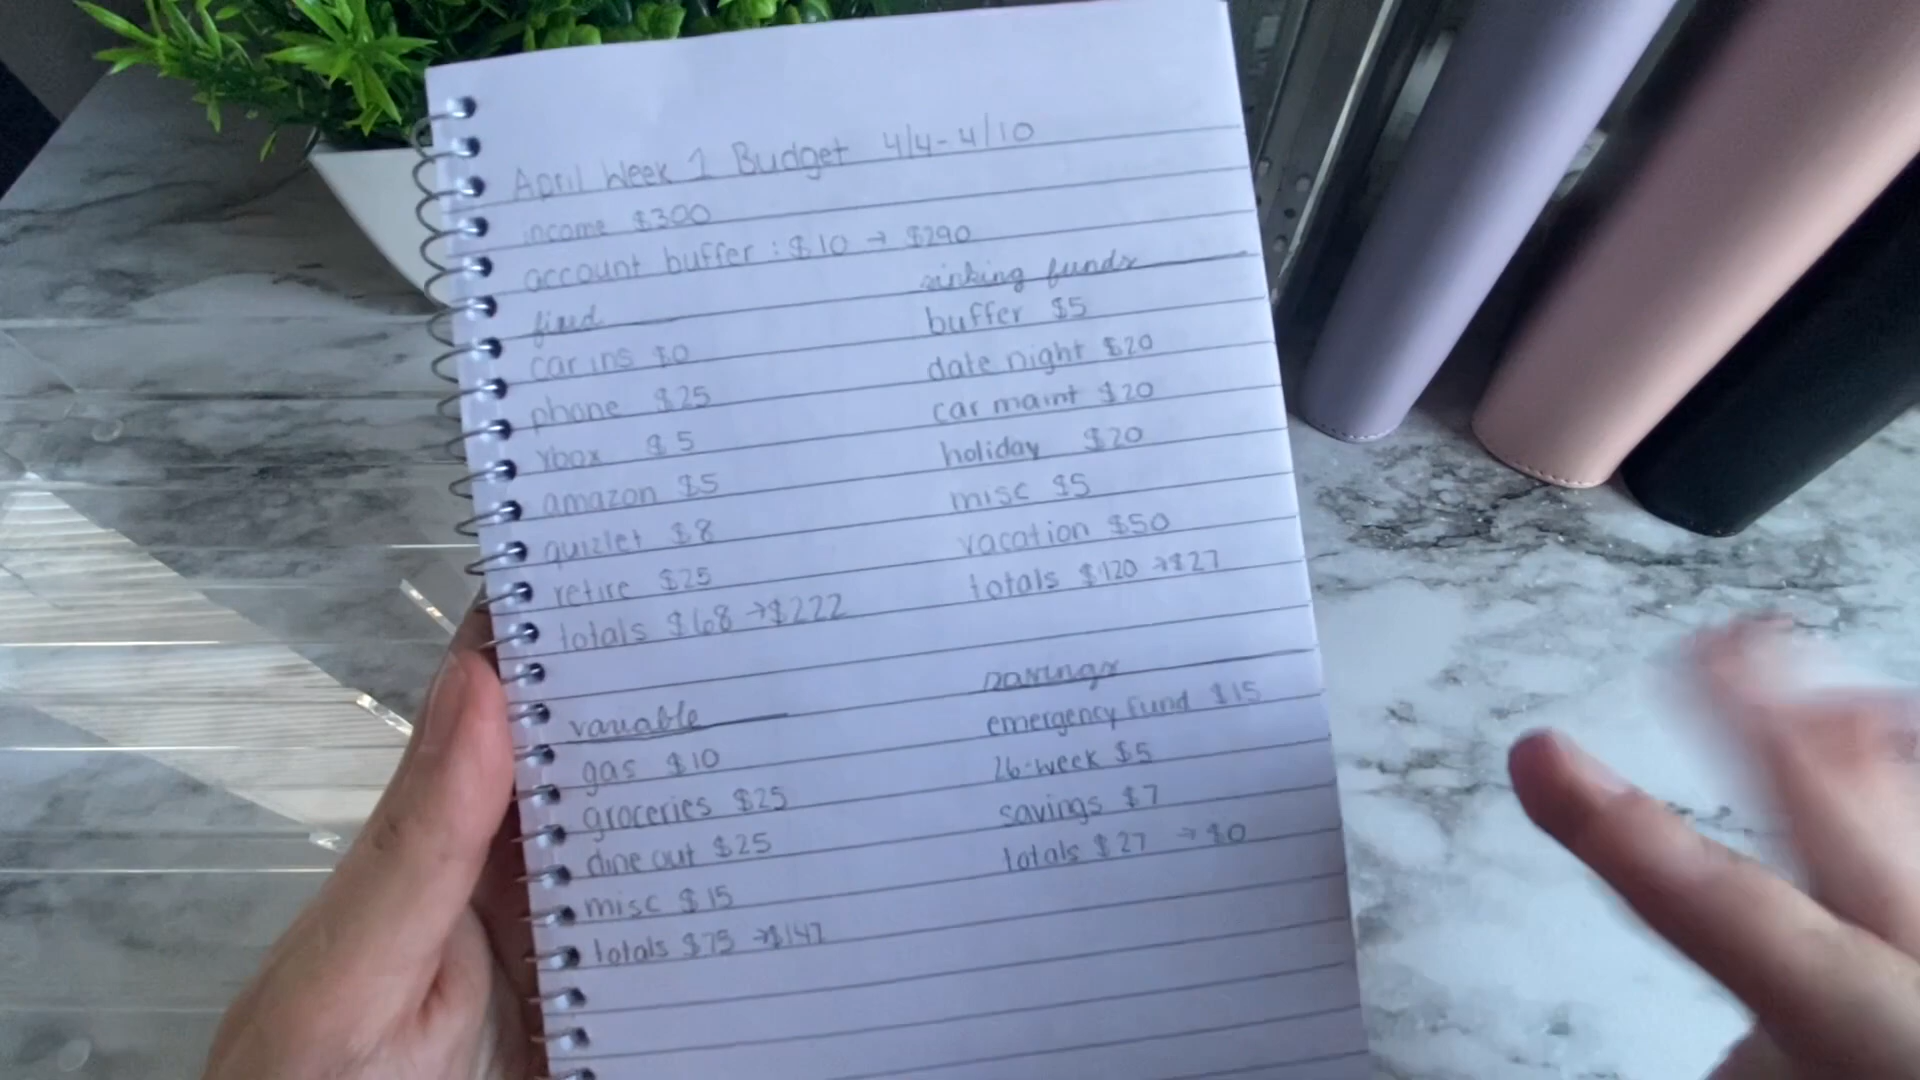 April Week 1 Budget 4/4-4/10
income $300
account buffer: $10 → $290
fixed
car ins $0
phone $25
xbox $5
amazon $5
quizlet $8
retire $25
totals $68 → $222
variable
gas $10
groceries $25
dine out $25
misc $15
totals $75 → $147
sinking funds
buffer $5
date night $20
car maint $20
holiday $20
misc $5
vacation $50
totals $120 → $27
savings
emergency fund $15
26-week $5
savings $7
totals $27 → $0